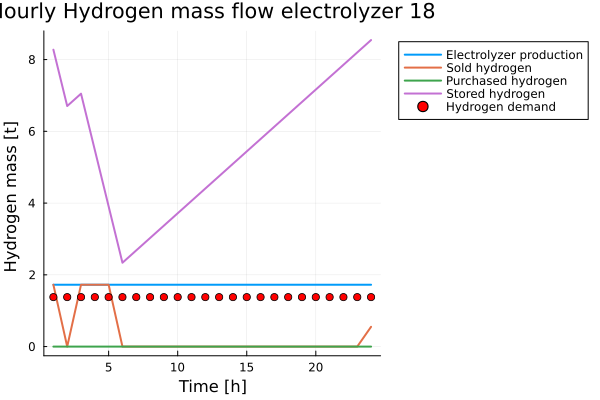 ourly Hydrogen mass flow electrolyzer 18
Electrolyzer production
Sold hydrogen
Purchased hydrogen
Stored hydrogen
Hydrogen demand
Hydrogen mass [t]
8
6
4
2
0
5
10
15
20
Time [h]